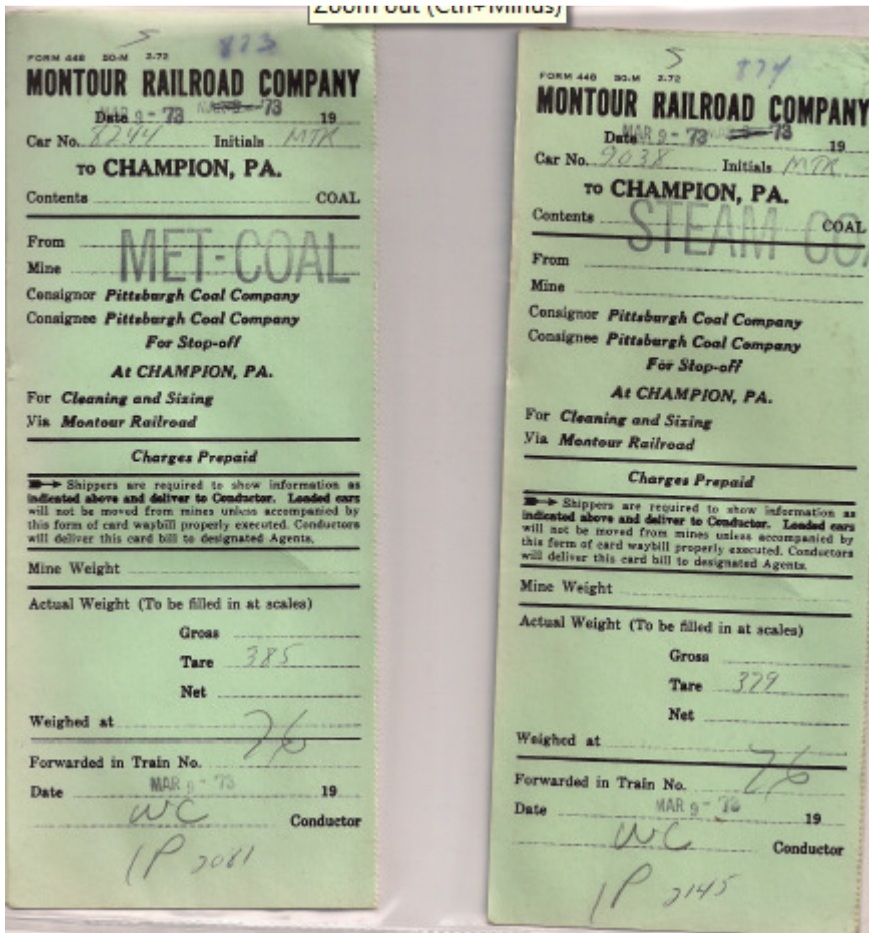 Zoom out (Ctrl+Minus)
5 873
FORM 448 50-M 2-72
MONTOUR RAILROAD COMPANY
Date MAR 9 - 73 MAR 9 - 73 19
Car No. 8244 Initials MTR
TO CHAMPION, PA.
Contents COAL
From
MET-COAL
Mine
Consignor Pittsburgh Coal Company
Consignee Pittsburgh Coal Company
For Stop-off
At CHAMPION, PA.
For Cleaning and Sizing
Via Montour Railroad
Charges Prepaid
Shippers are required to show information as
indicated above and deliver to Conductor. Loaded cars
will not be moved from mines unless accompanied by
this form of card waybill properly executed. Conductors
will deliver this card bill to designated Agents.
Mine Weight
Actual Weight (To be filled in at scales)
Gross
Tare 385
Net
Weighed at
76
Forwarded in Train No.
Date MAR 9 - 73 19
WC Conductor
1P 2081
5 874
FORM 448 50-M 2-72
MONTOUR RAILROAD COMPANY
Date MAR 9 - 73 73 19
Car No. 9038 Initials MTR
TO CHAMPION, PA.
Contents COAL
STEAM CO
From
Mine
Consignor Pittsburgh Coal Company
Consignee Pittsburgh Coal Company
For Stop-off
At CHAMPION, PA.
For Cleaning and Sizing
Via Montour Railroad
Charges Prepaid
Shippers are required to show information as
indicated above and deliver to Conductor. Loaded cars
will not be moved from mines unless accompanied by
this form of card waybill properly executed. Conductors
will deliver this card bill to designated Agents.
Mine Weight
Actual Weight (To be filled in at scales)
Gross
Tare 379
Net
Weighed at
76
Forwarded in Train No.
Date MAR 9 - 73 19
WC Conductor
1P 2145